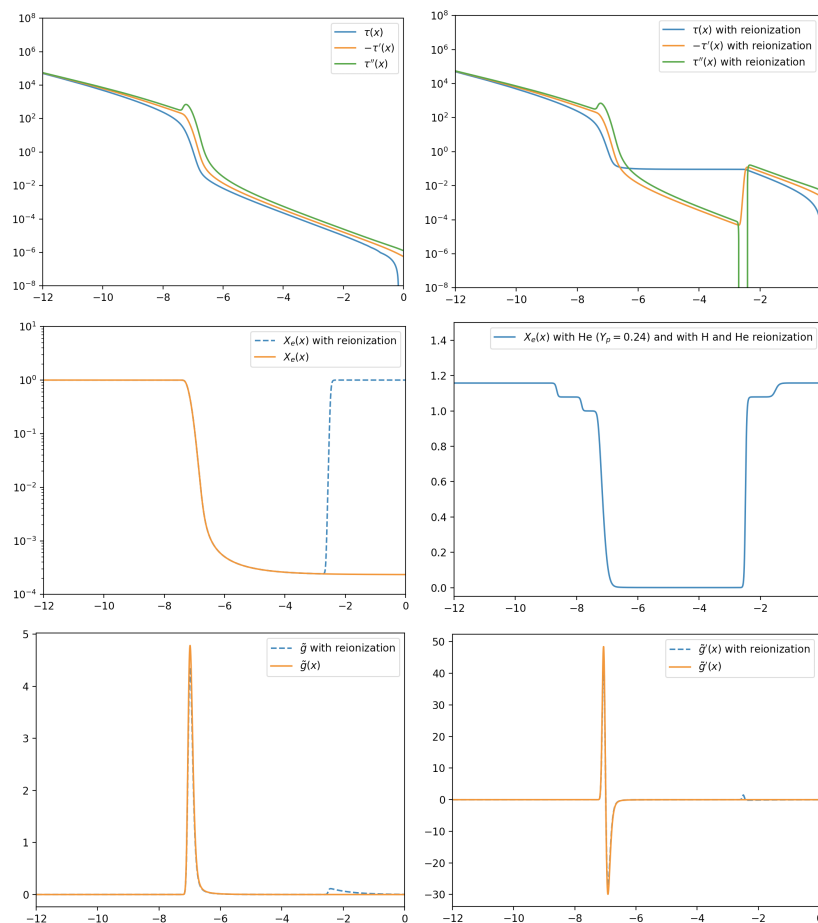 10^8
10^6
10^4
10^2
10^0
10^−2
10^−4
10^−6
10^−8
−12 −10 −8 −6 −4 −2 0
τ(x)
−τ′(x)
τ″(x)
10^8
10^6
10^4
10^2
10^0
10^−2
10^−4
10^−6
10^−8
−12 −10 −8 −6 −4 −2
τ(x) with reionization
−τ′(x) with reionization
τ″(x) with reionization
10^1
10^0
10^−1
10^−2
10^−3
10^−4
−12 −10 −8 −6 −4 −2 0
X_e(x) with reionization
X_e(x)
1.4
1.2
1.0
0.8
0.6
0.4
0.2
0.0
−12 −10 −8 −6 −4 −2
X_e(x) with He (Y_p = 0.24) and with H and He reionization
5
4
3
2
1
0
−12 −10 −8 −6 −4 −2 0
g̃ with reionization
g̃(x)
50
40
30
20
10
0
−10
−20
−30
−12 −10 −8 −6 −4 −2
g̃′(x) with reionization
g̃′(x)